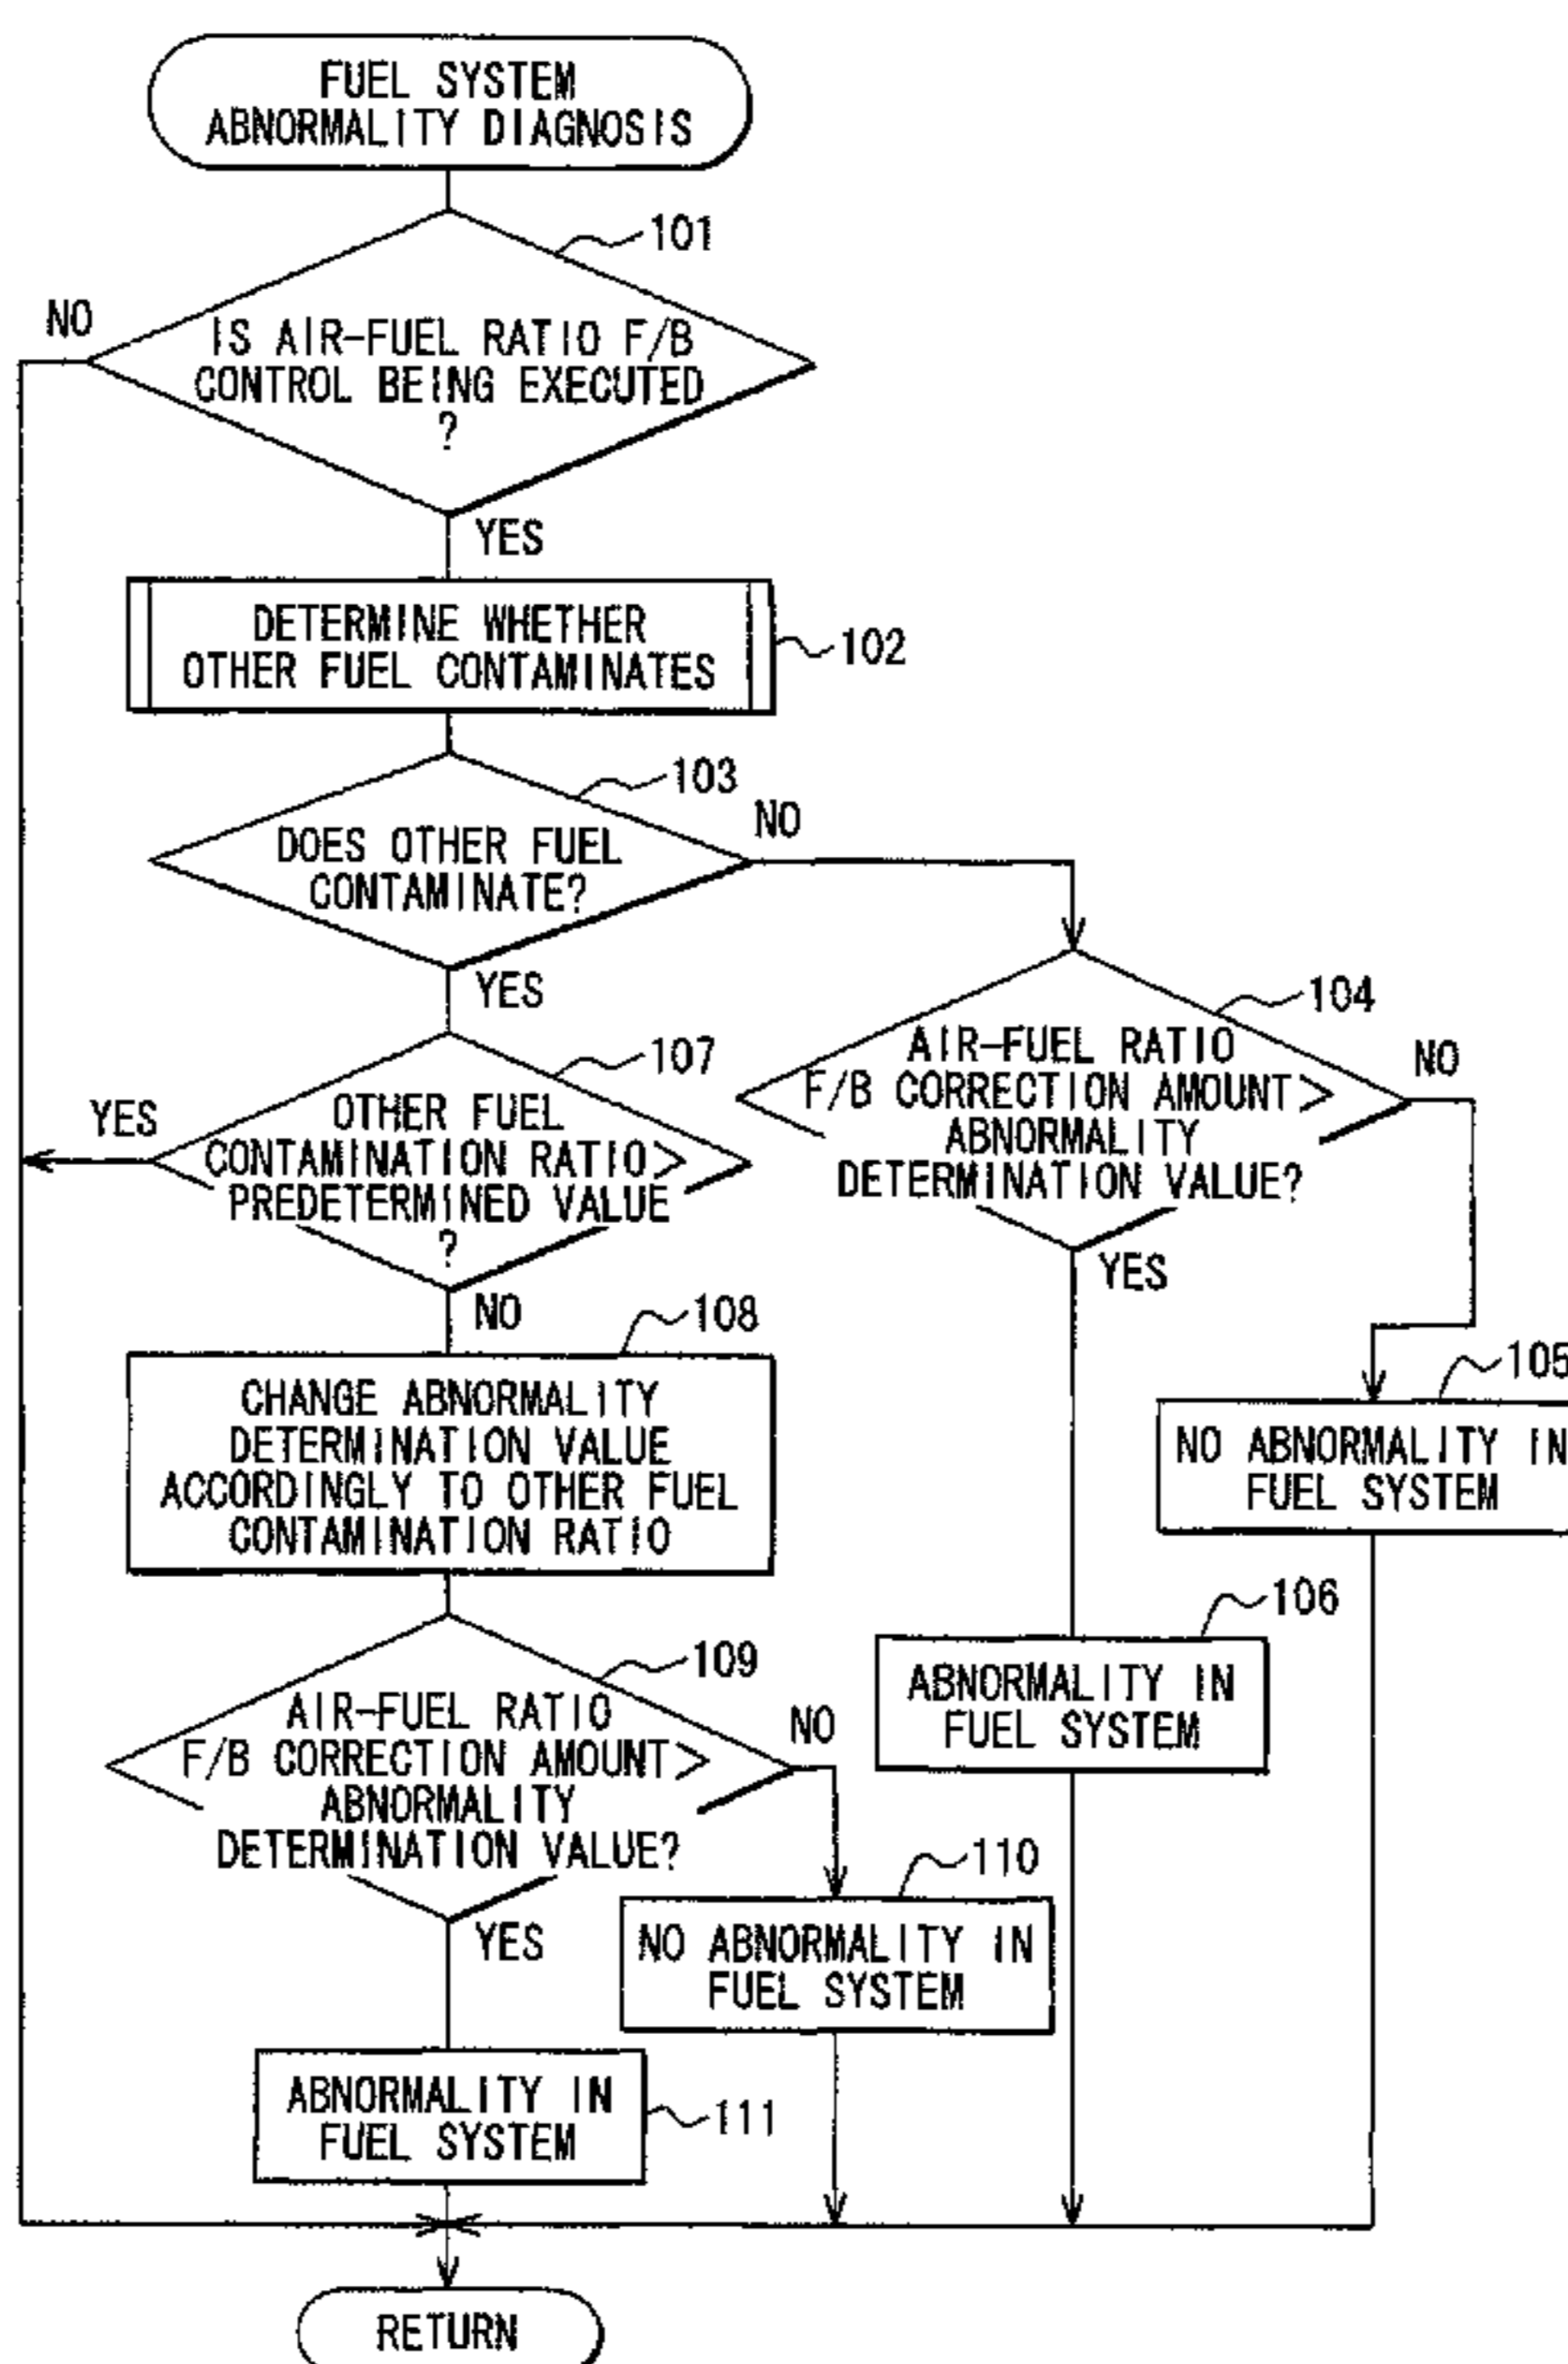 FUEL SYSTEM
ABNORMALITY DIAGNOSIS
101
NO
IS AIR-FUEL RATIO F/B
CONTROL BEING EXECUTED
?
YES
DETERMINE WHETHER
OTHER FUEL CONTAMINATES
102
103
NO
DOES OTHER FUEL
CONTAMINATE?
YES
104
AIR-FUEL RATIO
F/B CORRECTION AMOUNT>
ABNORMALITY
DETERMINATION VALUE?
NO
YES
107
YES
OTHER FUEL
CONTAMINATION RATIO>
PREDETERMINED VALUE
?
NO
105
NO ABNORMALITY IN
FUEL SYSTEM
108
CHANGE ABNORMALITY
DETERMINATION VALUE
ACCORDINGLY TO OTHER FUEL
CONTAMINATION RATIO
106
ABNORMALITY IN
FUEL SYSTEM
109
AIR-FUEL RATIO
F/B CORRECTION AMOUNT>
ABNORMALITY
DETERMINATION VALUE?
NO
YES
110
NO ABNORMALITY IN
FUEL SYSTEM
ABNORMALITY IN
FUEL SYSTEM
111
RETURN